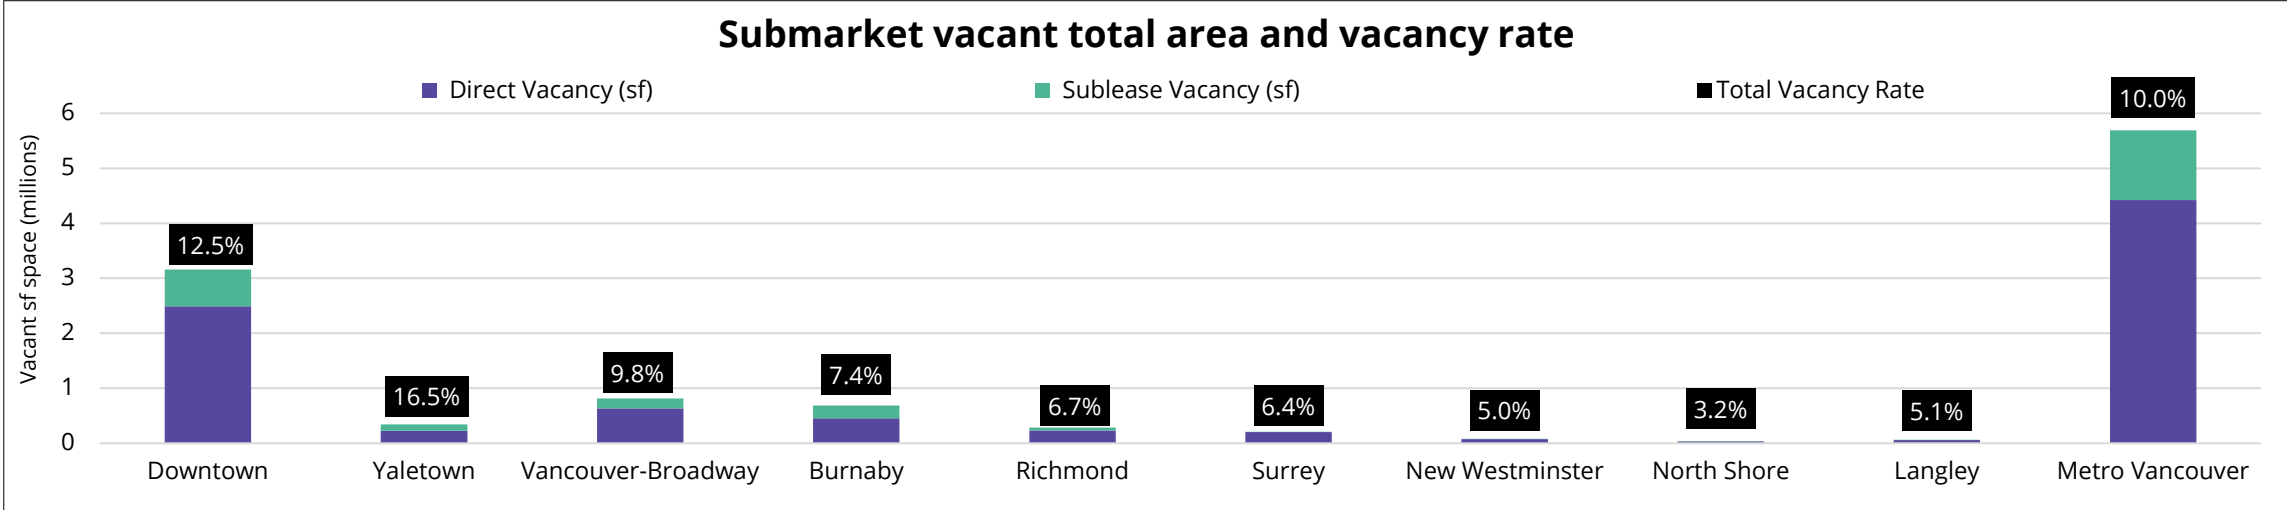 Submarket vacant total area and vacancy rate
Direct Vacancy (sf)
Sublease Vacancy (sf)
Total Vacancy Rate
Vacant sf space (millions)
6
5
4
3
2
1
0
12.5%
16.5%
9.8%
7.4%
6.7%
6.4%
5.0%
3.2%
5.1%
10.0%
Downtown
Yaletown
Vancouver-Broadway
Burnaby
Richmond
Surrey
New Westminster
North Shore
Langley
Metro Vancouver